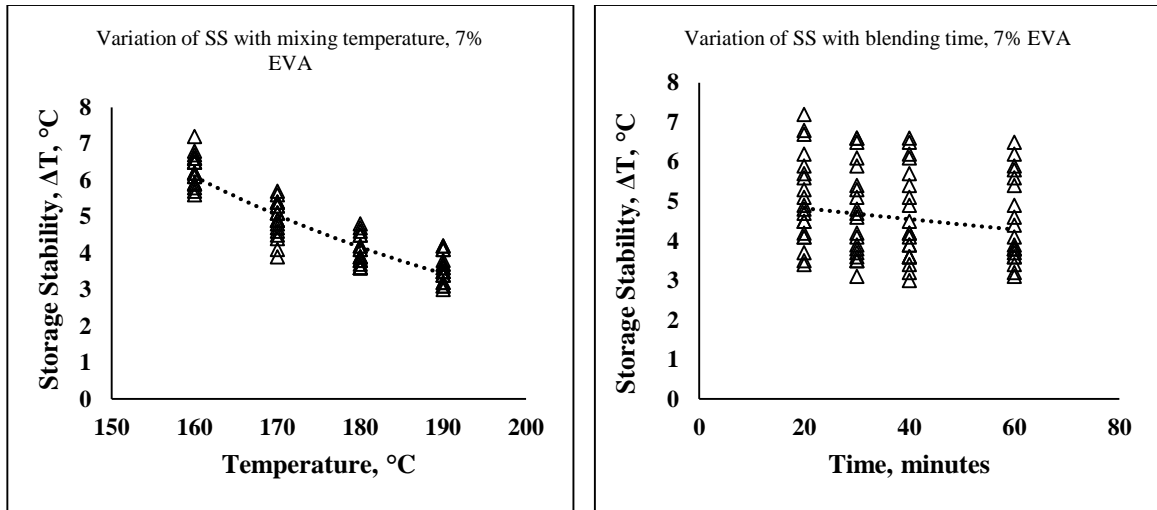 Variation of SS with mixing temperature, 7%
EVA
Storage Stability, ΔT, °C
8
7
6
5
4
3
2
1
0
150 160 170 180 190 200
Temperature, °C
Variation of SS with blending time, 7% EVA
Storage Stability, ΔT, °C
8
7
6
5
4
3
2
1
0
0 20 40 60 80
Time, minutes